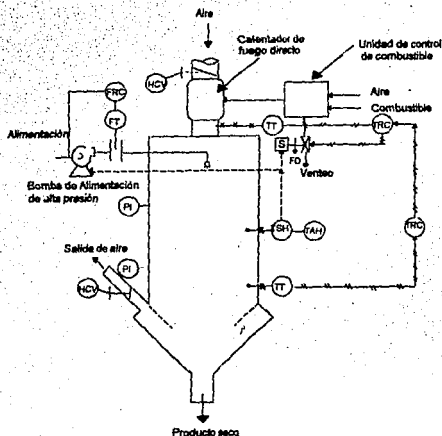 Aire
Calentador de
fuego directo
Unidad de control
de combustible
HCV
FRC
FT
Aire
Combustible
Alimentación
TT
TRC
S
FO
Venteo
Bomba de Alimentación
de alta presión
PI
TSH
TAH
TRC
Salida de aire
PI
HCV
TT
Producto seco